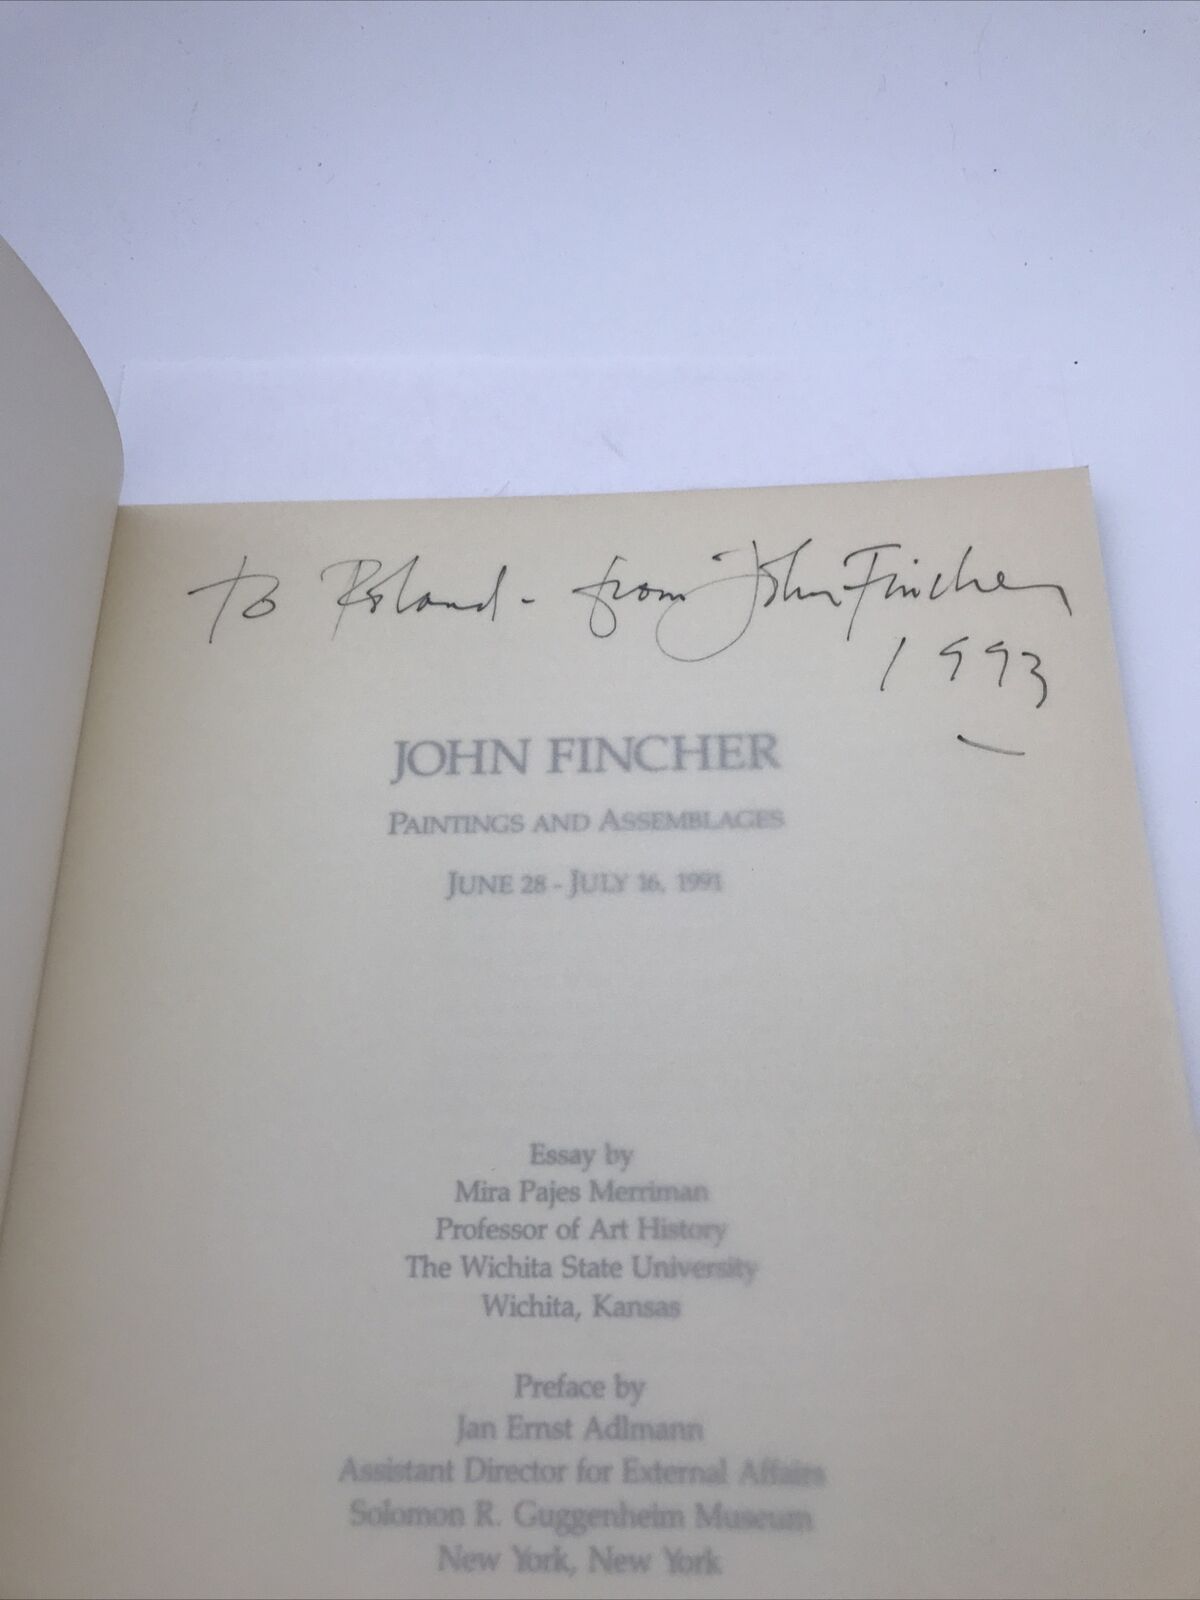 To Roland - from John Fincher
1993
JOHN FINCHER
PAINTINGS AND ASSEMBLAGES
JUNE 28 - JULY 16, 1991
Essay by
Mira Pajes Merriman
Professor of Art History
The Wichita State University
Wichita, Kansas
Preface by
Jan Ernst Adlmann
Assistant Director for External Affairs
Solomon R. Guggenheim Museum
New York, New York